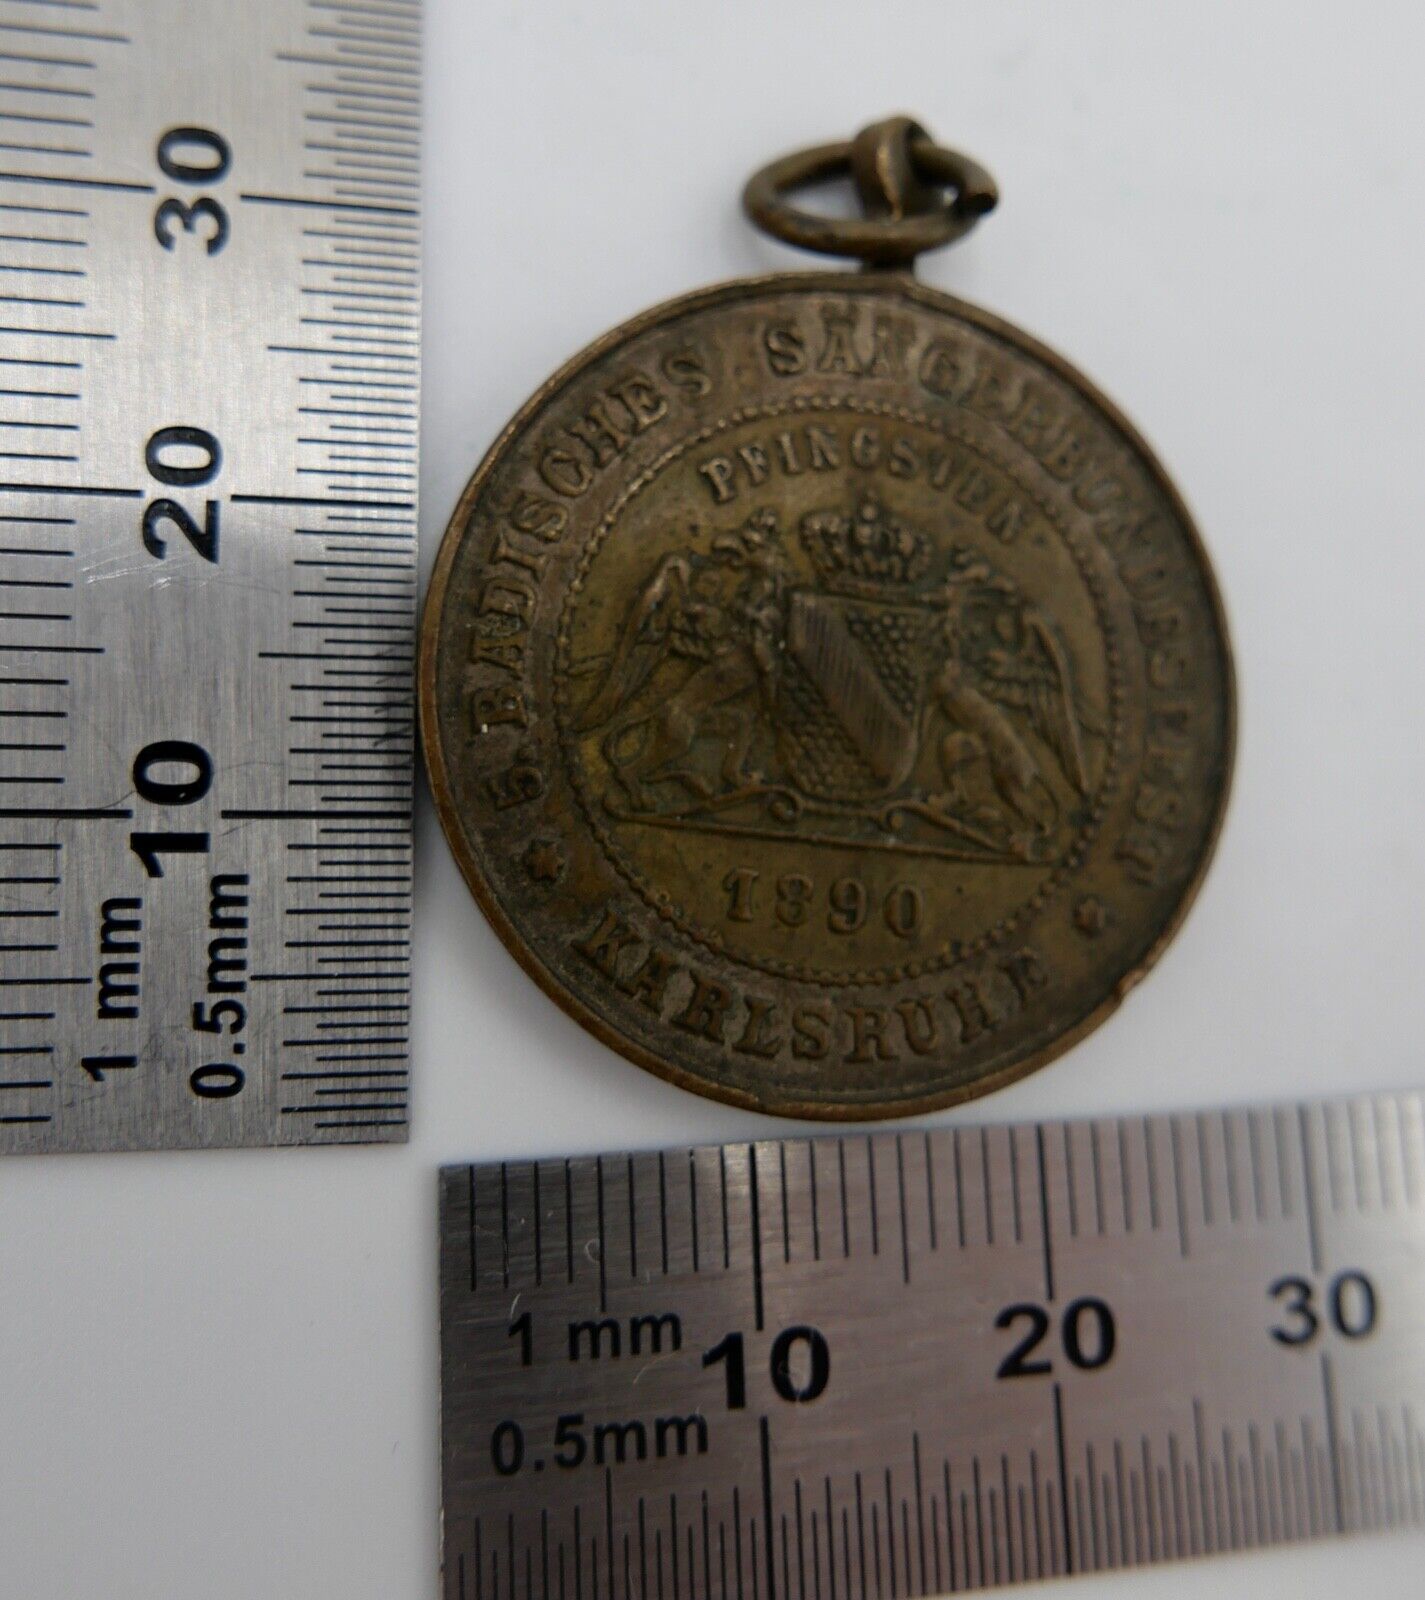 30
20
10
1 mm
0.5mm
5. BADISCHES SÄNGERBUNDESFEST
PFINGSTEN
1890
* KARLSRUHE *
1 mm 10 20 30
0.5mm